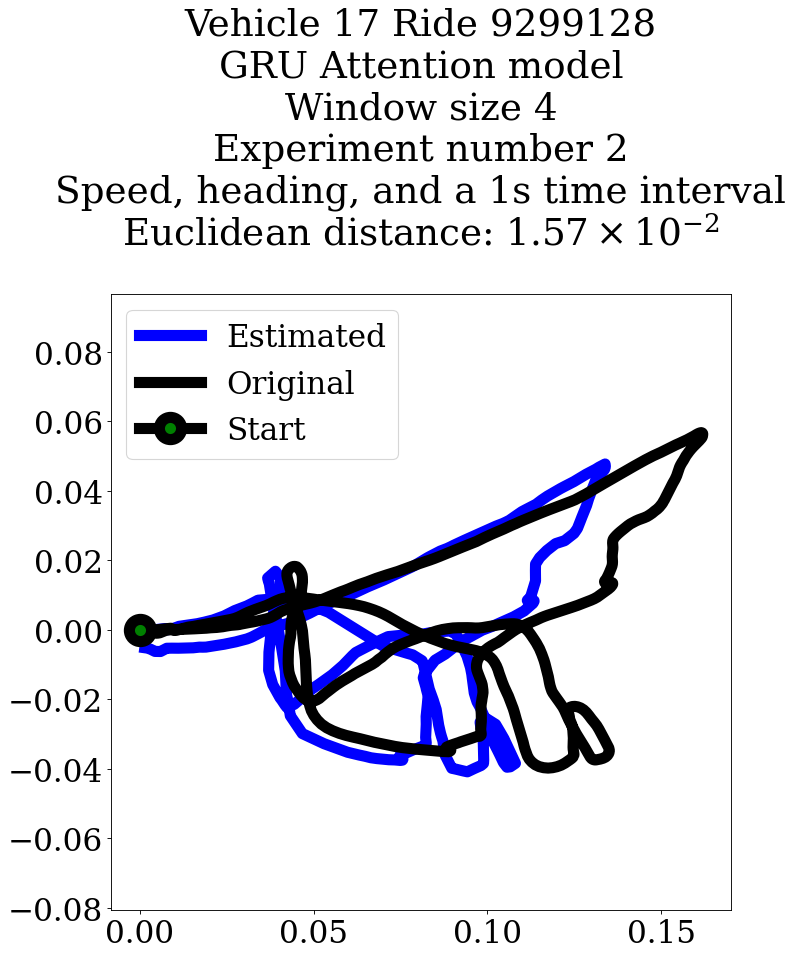 Vehicle 17 Ride 9299128
GRU Attention model
Window size 4
Experiment number 2
Speed, heading, and a 1s time interval
Euclidean distance: 1.57 × 10⁻²
Estimated
Original
Start
0.08
0.06
0.04
0.02
0.00
−0.02
−0.04
−0.06
−0.08
0.00 0.05 0.10 0.15